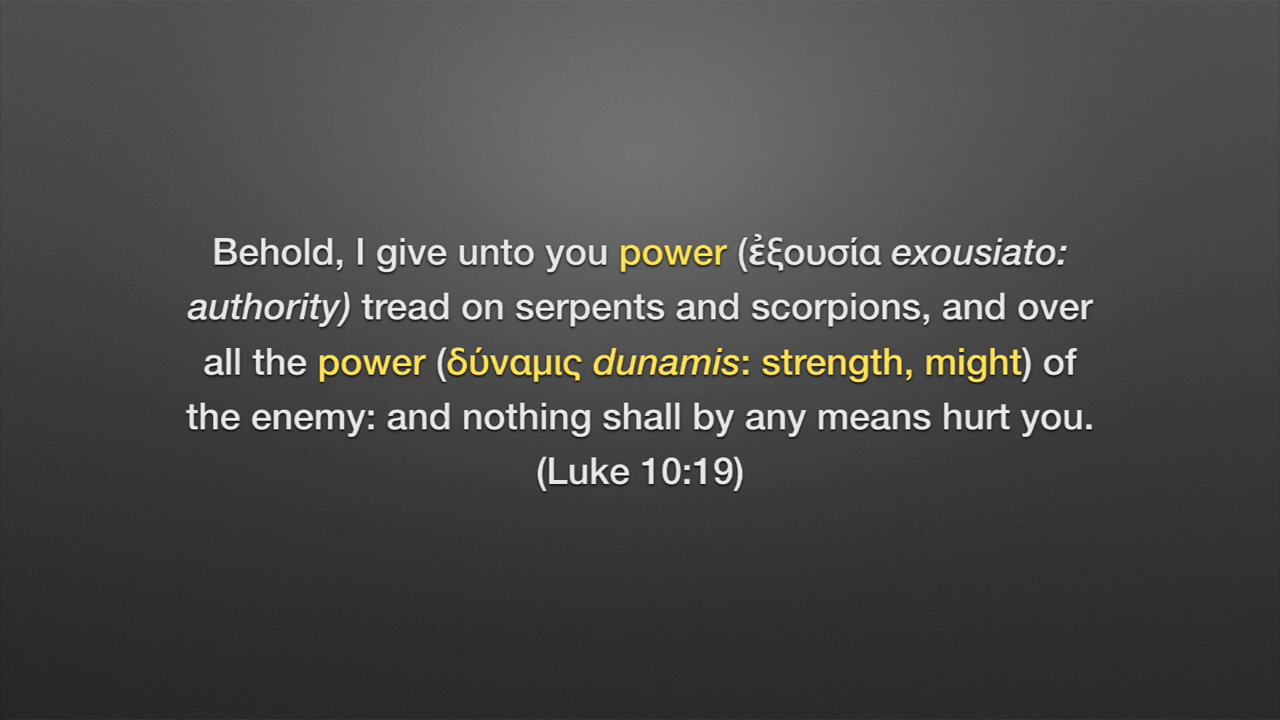 Behold, I give unto you power (ἐξουσία exousiato:
authority) tread on serpents and scorpions, and over
all the power (δύναμις dunamis: strength, might) of
the enemy: and nothing shall by any means hurt you.
(Luke 10:19)